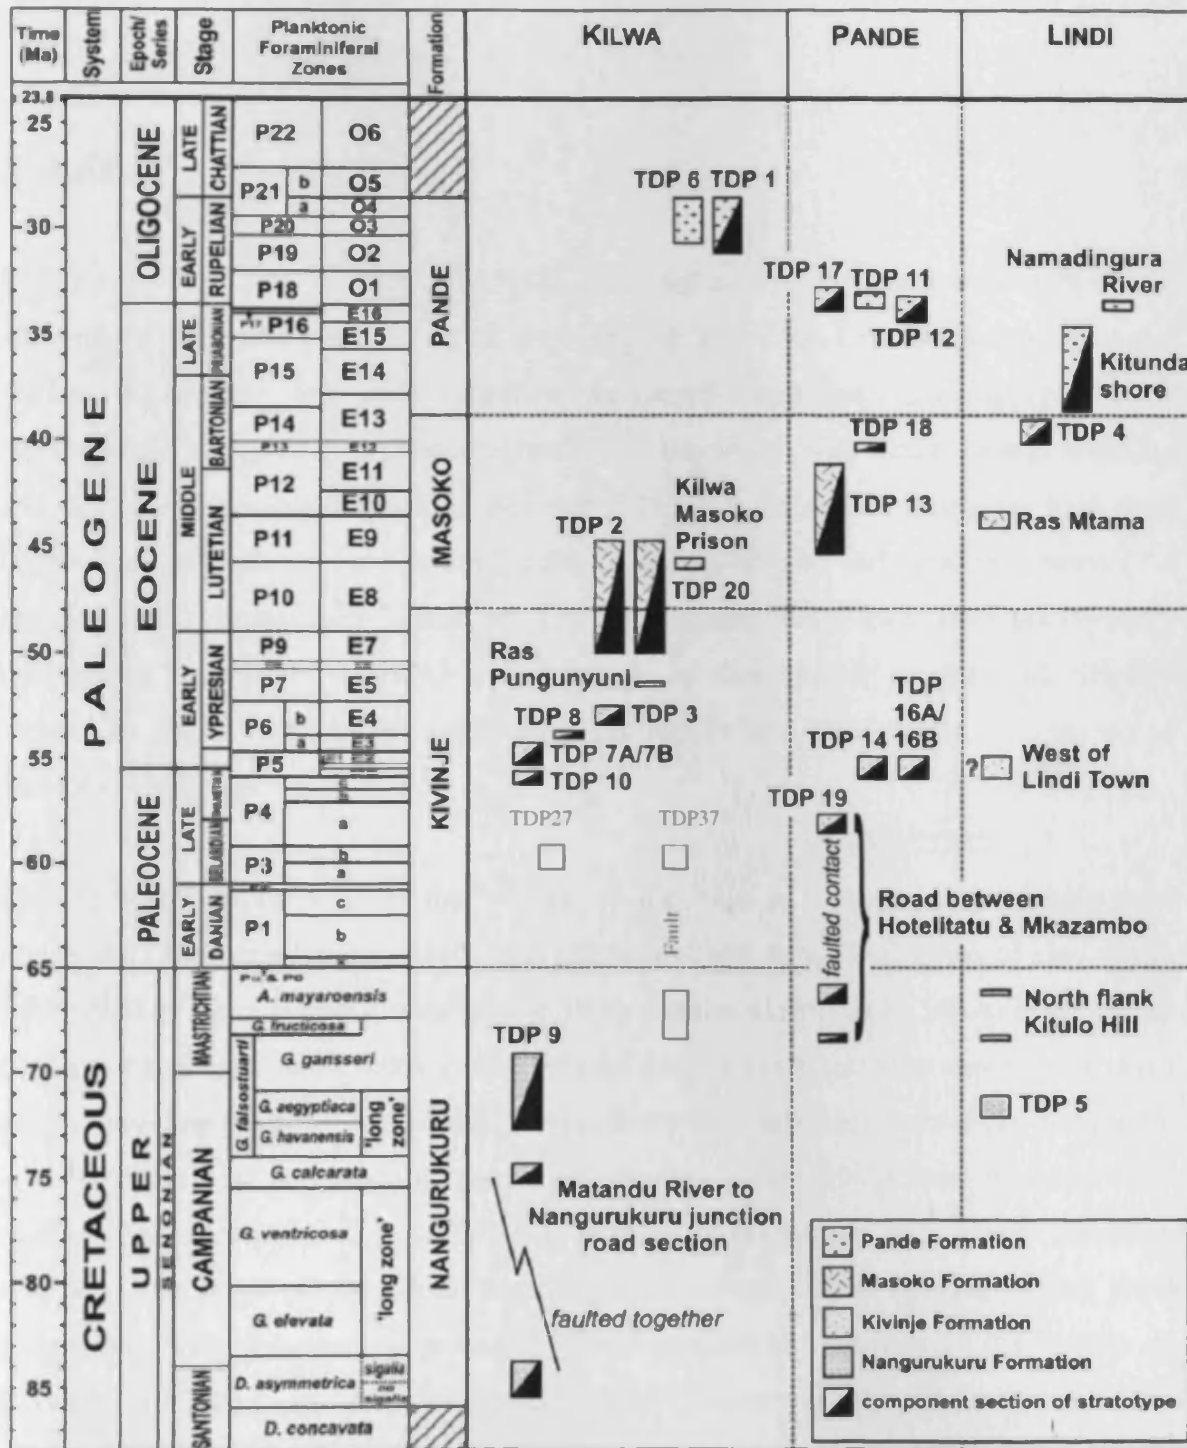 Time
(Ma)
System
Epoch/
Series
Stage
Planktonic
Foraminiferal
Zones
Formation
KILWA
PANDE
LINDI
23.8
25
30
35
40
45
50
55
60
65
70
75
80
85
PALEOGENE
CRETACEOUS
OLIGOCENE
EOCENE
PALEOCENE
UPPER
SENONIAN
LATE
EARLY
LATE
MIDDLE
EARLY
LATE
EARLY
CHATTIAN
RUPELIAN
PRIABONIAN
BARTONIAN
LUTETIAN
YPRESIAN
SELANDIAN
DANIAN
MAASTRICHTIAN
CAMPANIAN
SANTONIAN
P22 O6
P21 b O5
a O4
P20 O3
P19 O2
P18 O1
E16
P17 P16
E15
P15 E14
P14 E13
P13 E12
P12 E11
E10
P11 E9
P10 E8
P9 E7
P7 E5
P6 b E4
a E3
P5
P4
a
P3 b
a
P1 c
b
A. mayaroensis
G. fructicosa
G. falsostuarti
G. gansseri
G. aegyptiaca
G. havanensis
'long
zone'
G. calcarata
G. ventricosa
G. elevata
'long zone'
D. asymmetrica
sigalia
no
sigalia
D. concavata
PANDE
MASOKO
KIVINJE
NANGURUKURU
TDP 6 TDP 1
TDP 2
Kilwa
Masoko
Prison
TDP 20
Ras
Pungunyuni
TDP 8
TDP 3
TDP 7A/7B
TDP 10
TDP27
TDP37
Fault
TDP 9
Matandu River to
Nangurukuru junction
road section
faulted together
TDP 17
TDP 11
TDP 12
TDP 18
TDP 13
TDP
16A/
TDP 14 16B
TDP 19
faulted contact
Road between
Hotelitatu & Mkazambo
Namadingura
River
Kitunda
shore
TDP 4
Ras Mtama
?
West of
Lindi Town
North flank
Kitulo Hill
TDP 5
Pande Formation
Masoko Formation
Kivinje Formation
Nangurukuru Formation
component section of stratotype